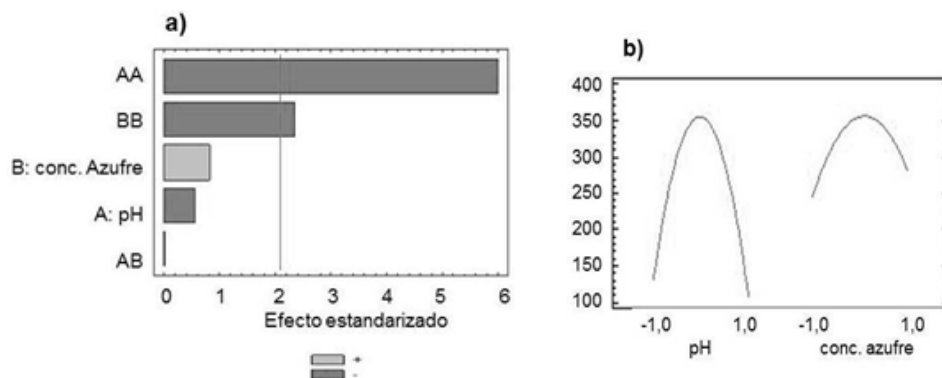 a)
AA
BB
B: conc. Azufre
A: pH
AB
0 1 2 3 4 5 6
Efecto estandarizado
+
-
b)
400
350
300
250
200
150
100
-1,0 1,0 -1,0 1,0
pH conc. azufre